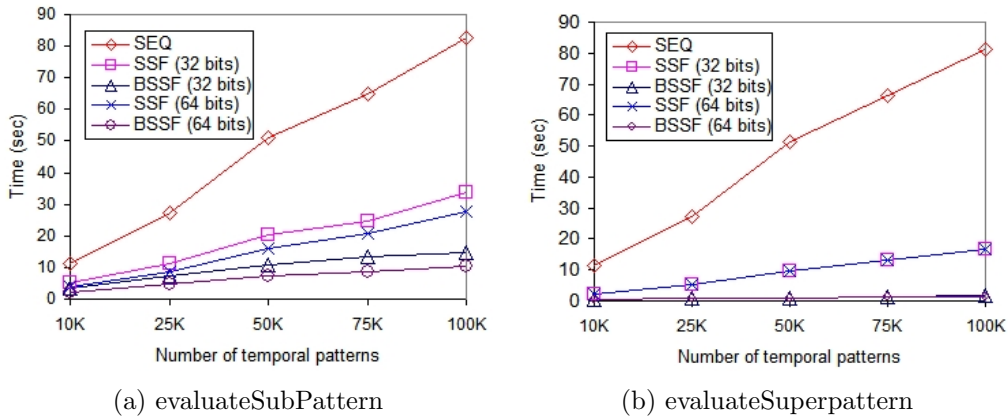 90
80
70
60
50
40
30
20
10
0
Time (sec)
SEQ
SSF (32 bits)
BSSF (32 bits)
SSF (64 bits)
BSSF (64 bits)
10K 25K 50K 75K 100K
Number of temporal patterns
(a) evaluateSubPattern
90
80
70
60
50
40
30
20
10
0
Time (sec)
SEQ
SSF (32 bits)
BSSF (32 bits)
SSF (64 bits)
BSSF (64 bits)
10K 25K 50K 75K 100K
Number of temporal patterns
(b) evaluateSuperpattern